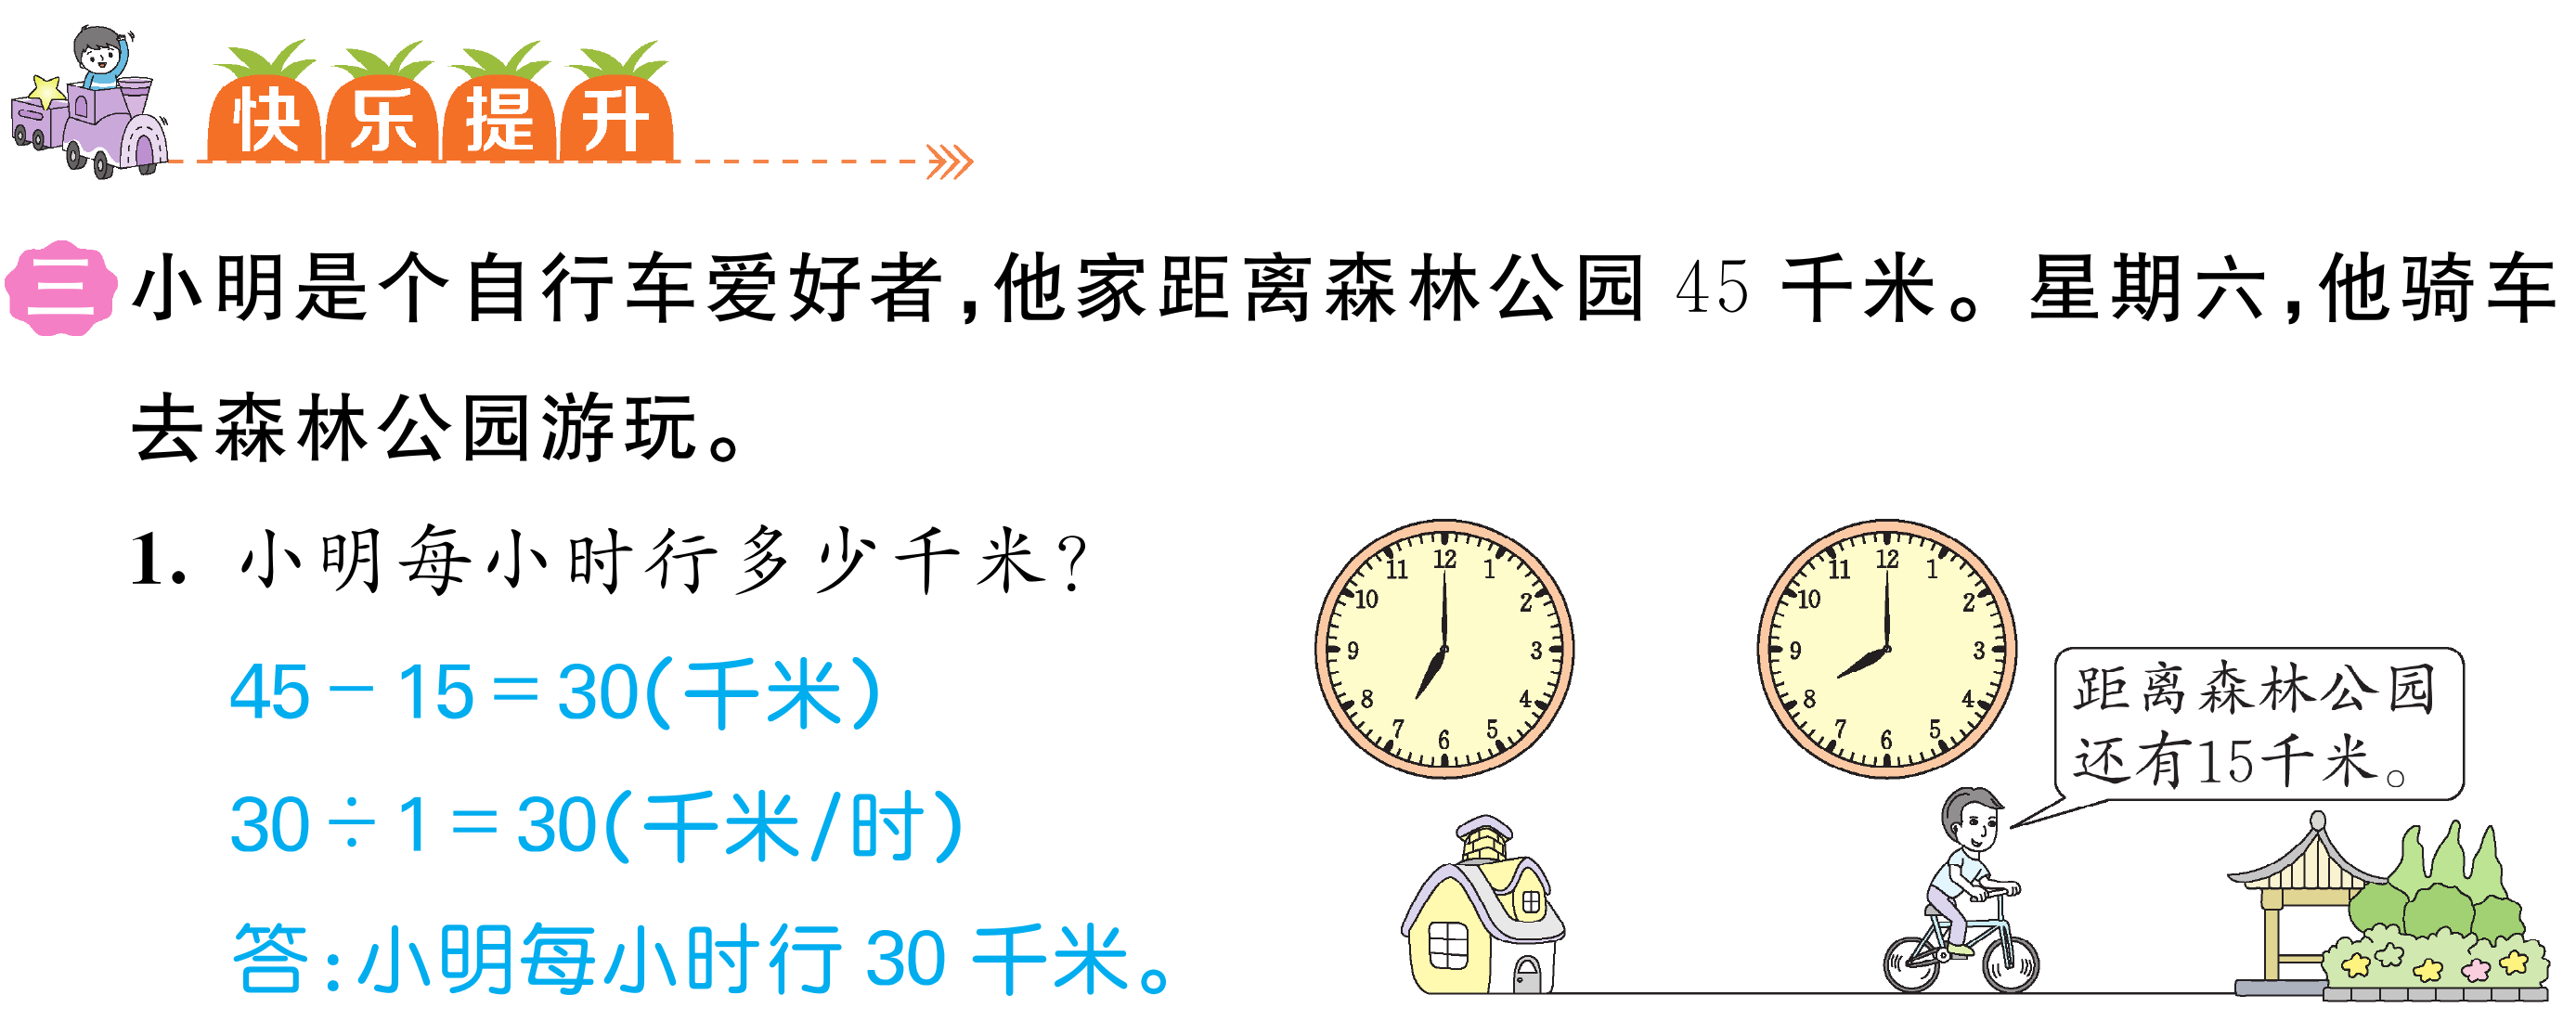 快乐提升
三 小明是个自行车爱好者,他家距离森林公园 45 千米。星期六,他骑车
去森林公园游玩。
1. 小明每小时行多少千米?
45－15＝30(千米)
30÷1＝30(千米/时)
答:小明每小时行 30 千米。
12 1 2 3 4 5 6 7 8 9 10 11
12 1 2 3 4 5 6 7 8 9 10 11
距离森林公园
还有15千米。